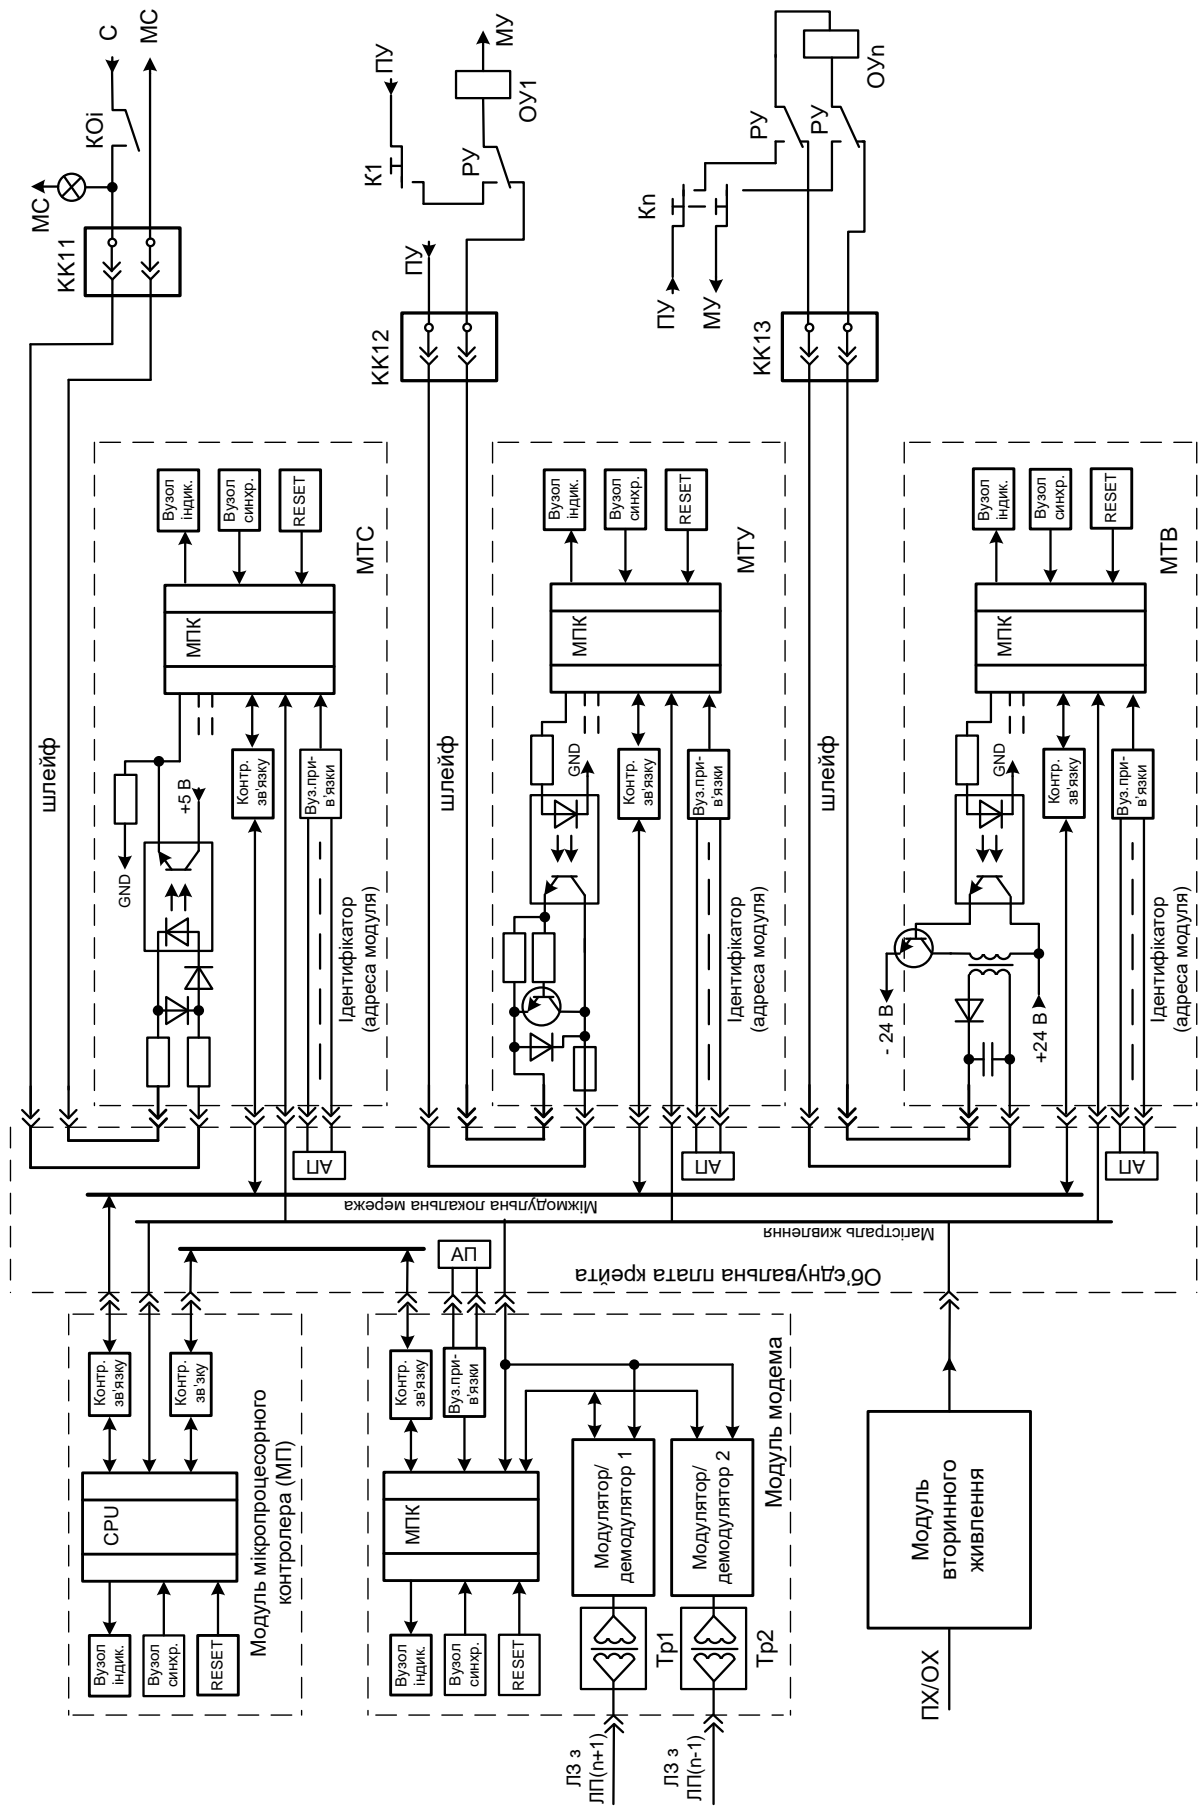 Модуль мікропроцесорного
контролера (МП)
Вузол
індик.
Вузол
синхр.
RESET
CPU
Контр.
зв'язку
Контр.
зв'зку
Модуль модема
Вузол
індик.
Вузол
синхр.
RESET
МПК
Контр.
зв'язку
Вуз.при-
в'язки
АП
Модулятор/
демодулятор 1
Модулятор/
демодулятор 2
Тр1
Тр2
ЛЗ з
ЛП(n+1)
ЛЗ з
ЛП(n-1)
Модуль
вторинного
живлення
ПХ/ОХ
Об'єднувальна плата крейта
Міжмодульна локальна мережа
Магістраль живлення
АП
АП
АП
шлейф
GND
+5 В
Контр.
зв'язку
Вуз.при-
в'язки
Ідентифікатор
(адреса модуля)
МПК
Вузол
індик.
Вузол
синхр.
RESET
МТС
шлейф
GND
Контр.
зв'язку
Вуз.при-
в'язки
Ідентифікатор
(адреса модуля)
МПК
Вузол
індик.
Вузол
синхр.
RESET
МТУ
шлейф
- 24 В
+24 В
GND
Контр.
зв'язку
Вуз.при-
в'язки
Ідентифікатор
(адреса модуля)
МПК
Вузол
індик.
Вузол
синхр.
RESET
МТВ
КК11
МС
КОі
С
МС
КК12
ПУ
К1
ПУ
РУ
ОУ1
МУ
КК13
ПУ
МУ
Кn
РУ
РУ
ОУn